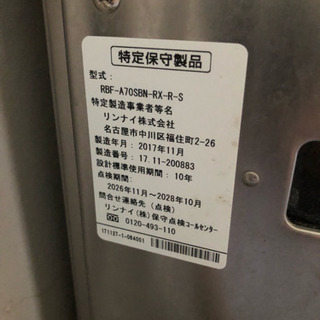 特定保守製品
型式:
RBF-A70SBN-RX-R-S
特定製造事業者等名
リンナイ株式会社
名古屋市中川区福住町2-26
製造年月: 2017年11月
製造番号: 17.11-200883
設計標準使用期間: 10年
点検期間:
2026年11月〜2028年10月
問合せ連絡先(点検)
リンナイ(株)保守点検コールセンター
0120-493-110
171127-1-064001